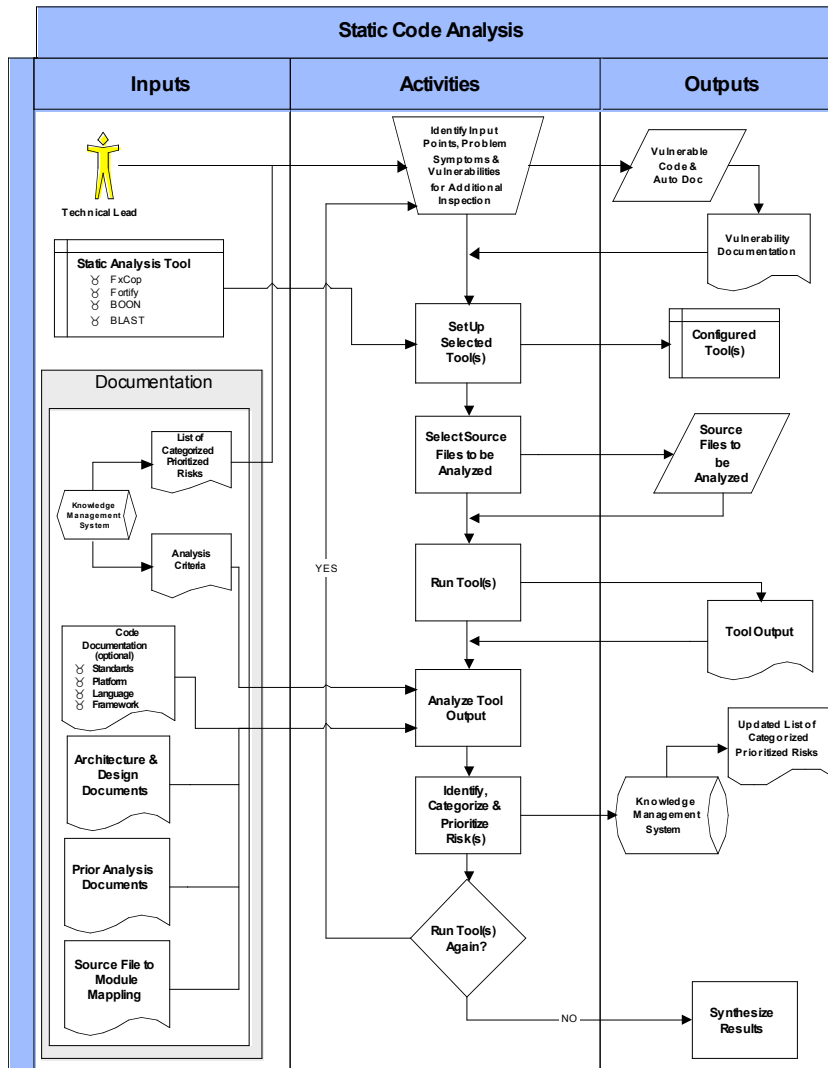 Static Code Analysis
Inputs
Activities
Outputs
Technical Lead
Identify Input
Points, Problem
Symptoms &
Vulnerabilities
for Additional
Inspection
Vulnerable
Code &
Auto Doc
Vulnerability
Documentation
Static Analysis Tool
FxCop
Fortify
BOON
BLAST
Set Up
Selected
Tool(s)
Configured
Tool(s)
Documentation
List of
Categorized
Prioritized
Risks
Knowledge
Management
System
Analysis
Criteria
Select Source
Files to be
Analyzed
Source
Files to
be
Analyzed
YES
Run Tool(s)
Tool Output
Code
Documentation
(optional)
Standards
Platform
Language
Framework
Analyze Tool
Output
Updated List of
Categorized
Prioritized Risks
Architecture &
Design
Documents
Identify,
Categorize &
Prioritize
Risk(s)
Knowledge
Management
System
Prior Analysis
Documents
Run Tool(s)
Again?
Source File to
Module
Mappling
NO
Synthesize
Results